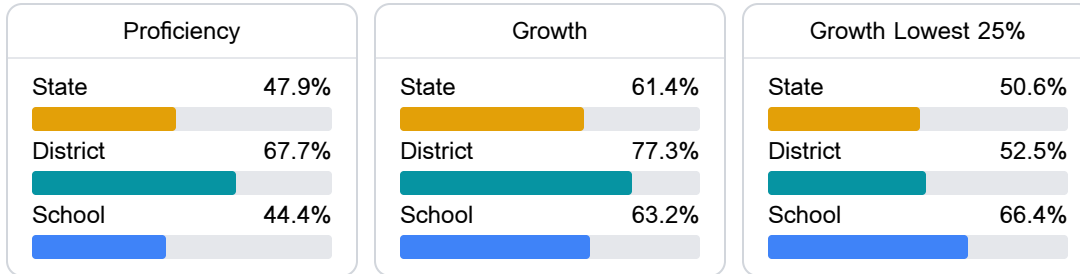 Proficiency
State 47.9%
District 67.7%
School 44.4%
Growth
State 61.4%
District 77.3%
School 63.2%
Growth Lowest 25%
State 50.6%
District 52.5%
School 66.4%